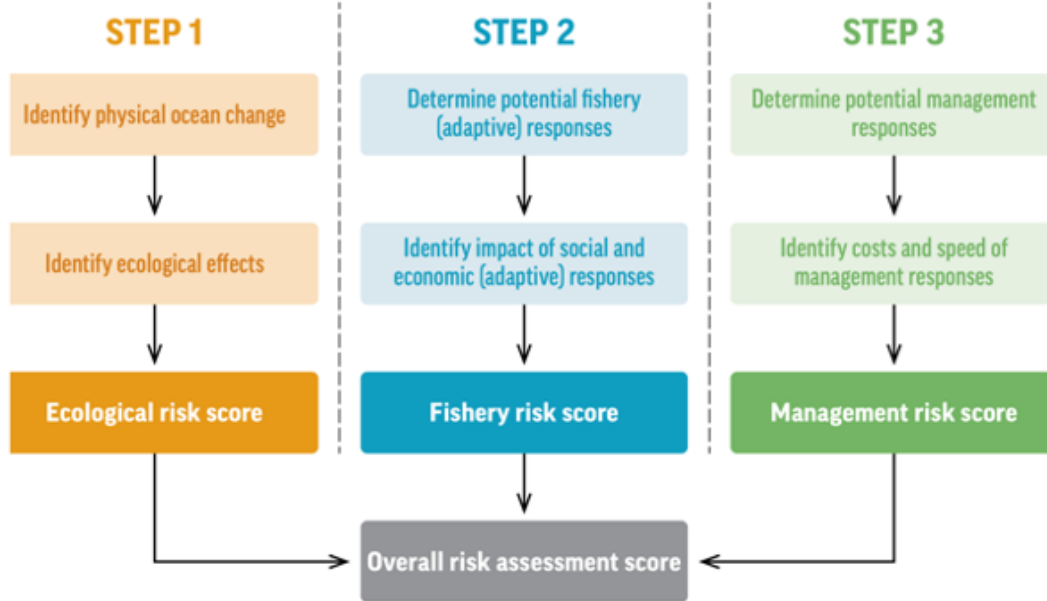 STEP 1
Identify physical ocean change
Identify ecological effects
Ecological risk score
STEP 2
Determine potential fishery
(adaptive) responses
Identify impact of social and
economic (adaptive) responses
Fishery risk score
STEP 3
Determine potential management
responses
Identify costs and speed of
management responses
Management risk score
Overall risk assessment score